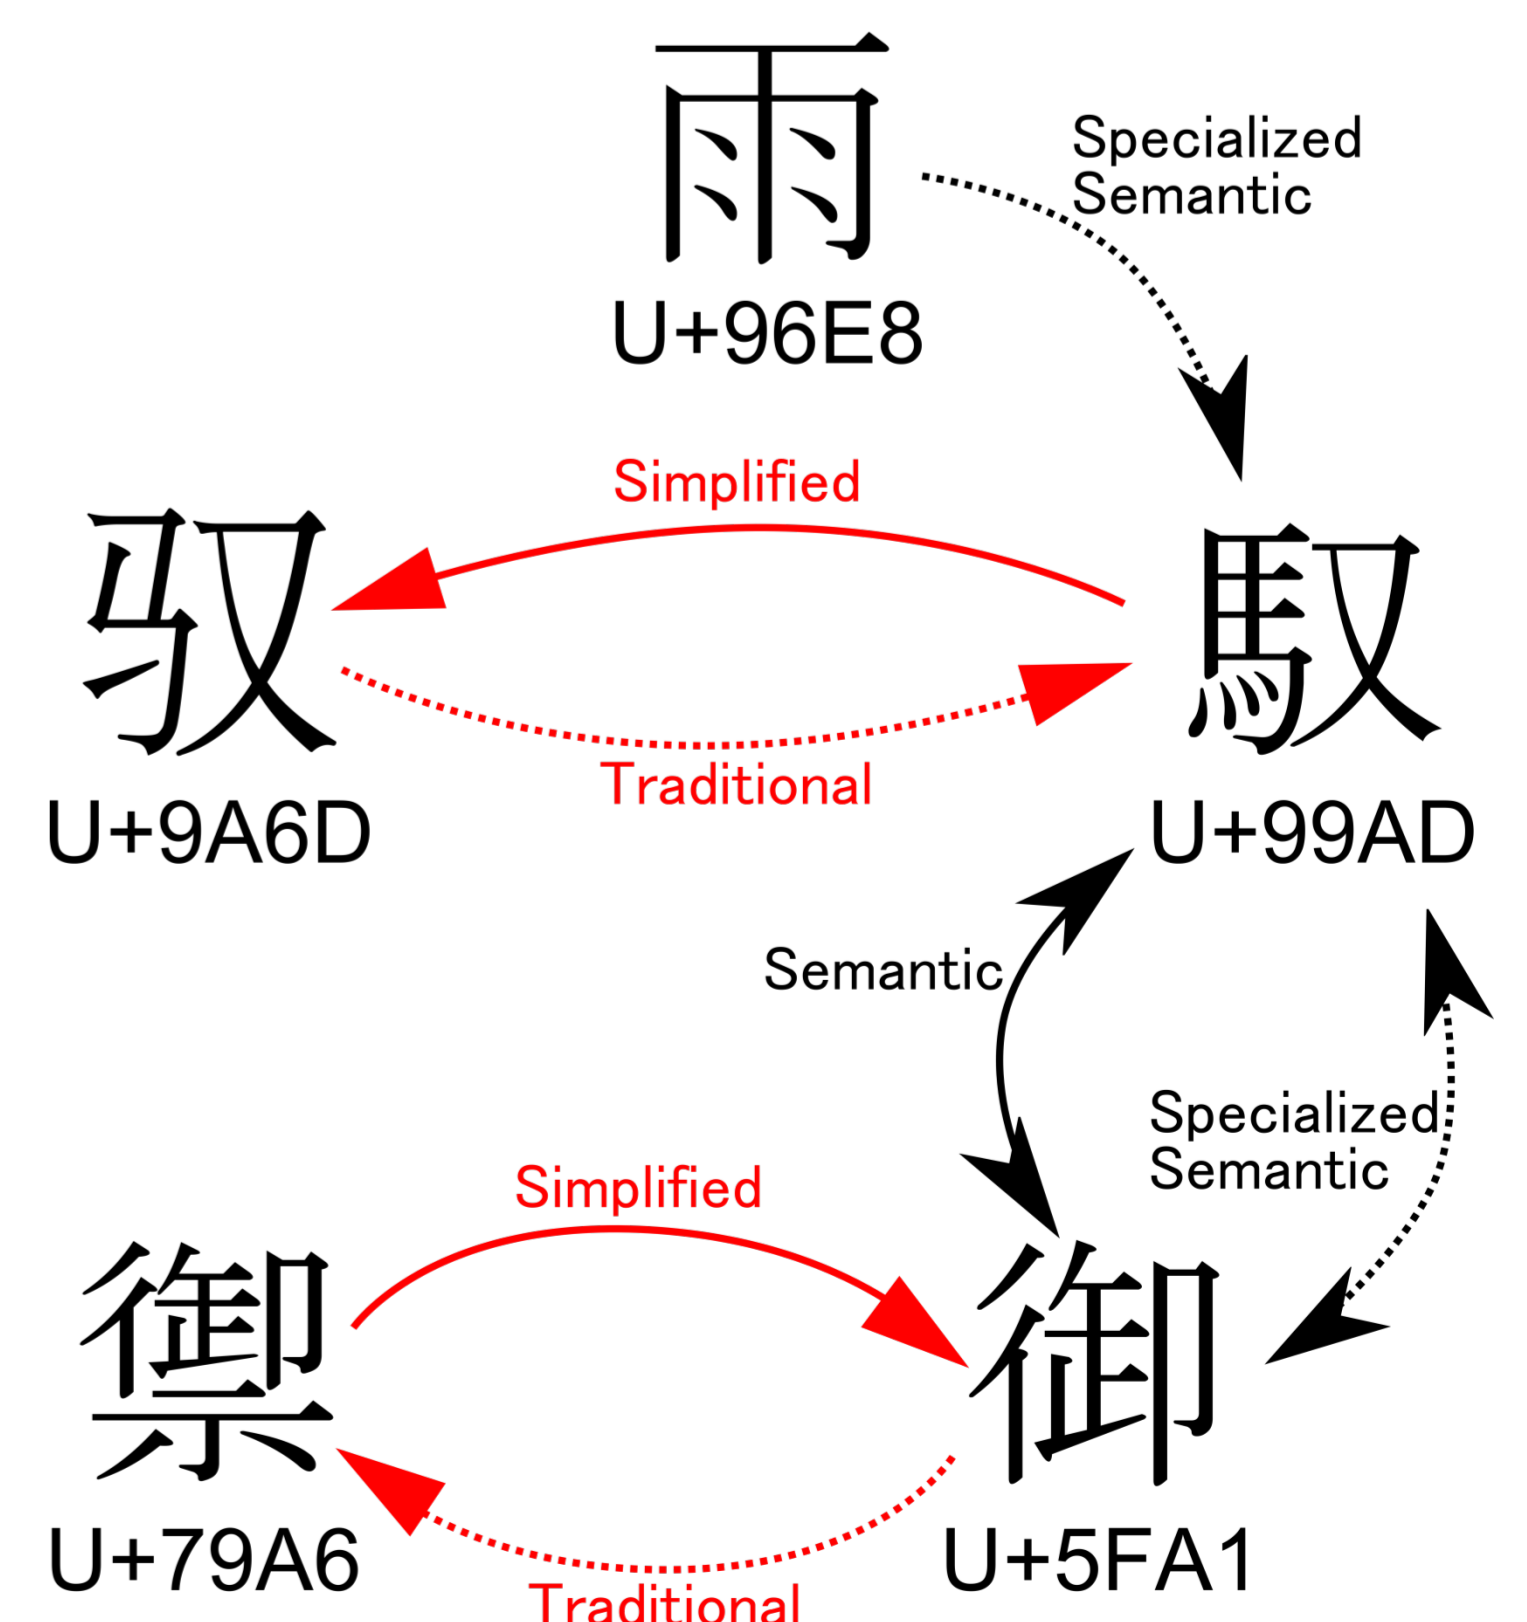 雨
Specialized
Semantic
U+96E8
Simplified
驭
馭
Traditional
U+9A6D
U+99AD
Semantic
Specialized
Semantic
Simplified
禦
御
U+79A6
U+5FA1
Traditional